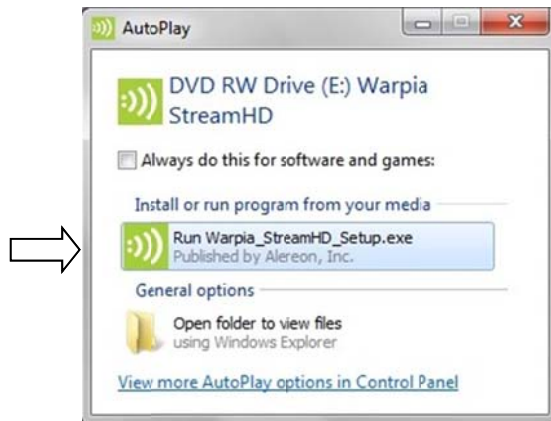 AutoPlay
DVD RW Drive (E:) Warpia
StreamHD
Always do this for software and games:
Install or run program from your media
Run Warpia_StreamHD_Setup.exe
Published by Alereon, Inc.
General options
Open folder to view files
using Windows Explorer
View more AutoPlay options in Control Panel